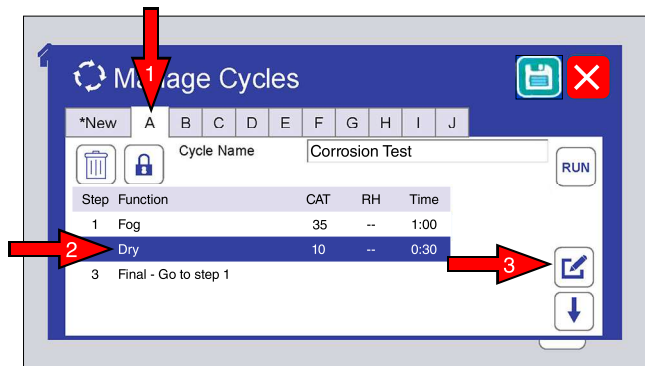 1
Manage Cycles
*New A B C D E F G H I J
Cycle Name Corrosion Test
RUN
Step Function CAT RH Time
1 Fog 35 -- 1:00
2 Dry 10 -- 0:30
3
3 Final - Go to step 1